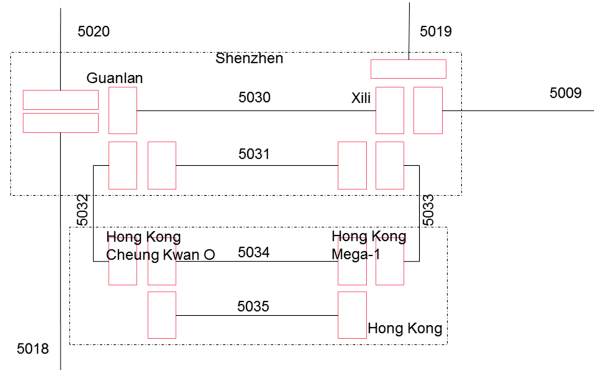 5020
5019
Shenzhen
Guanlan
5030
Xili
5009
5031
5032
5033
Hong Kong
Cheung Kwan O
5034
Hong Kong
Mega-1
5035
Hong Kong
5018